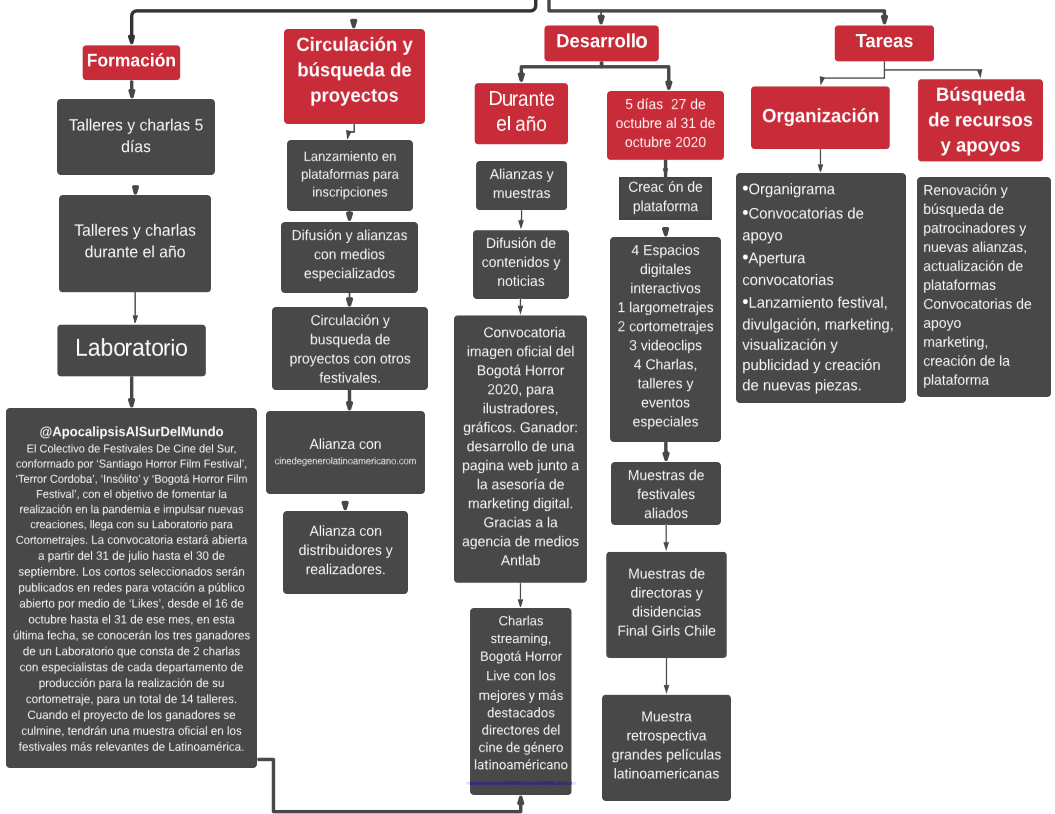 Formación
Talleres y charlas 5
días
Talleres y charlas
durante el año
Laboratorio
@ApocalipsisAlSurDelMundo
El Colectivo de Festivales De Cine del Sur,
conformado por ‘Santiago Horror Film Festival’,
‘Terror Cordoba’, ‘Insólito’ y ‘Bogotá Horror Film
Festival’, con el objetivo de fomentar la
realización en la pandemia e impulsar nuevas
creaciones, llega con su Laboratorio para
Cortometrajes. La convocatoria estará abierta
a partir del 31 de julio hasta el 30 de
septiembre. Los cortos seleccionados serán
publicados en redes para votación a público
abierto por medio de ‘Likes’, desde el 16 de
octubre hasta el 31 de ese mes, en esta
última fecha, se conocerán los tres ganadores
de un Laboratorio que consta de 2 charlas
con especialistas de cada departamento de
producción para la realización de su
cortometraje, para un total de 14 talleres.
Cuando el proyecto de los ganadores se
culmine, tendrán una muestra oficial en los
festivales más relevantes de Latinoamérica.
Circulación y
búsqueda de
proyectos
Lanzamiento en
plataformas para
inscripciones
Difusión y alianzas
con medios
especializados
Circulación y
busqueda de
proyectos con otros
festivales.
Alianza con
cinedegenerolatinoamericano.com
Alianza con
distribuidores y
realizadores.
Desarrollo
Durante
el año
Alianzas y
muestras
Difusión de
contenidos y
noticias
Convocatoria
imagen oficial del
Bogotá Horror
2020, para
ilustradores,
gráficos. Ganador:
desarrollo de una
pagina web junto a
la asesoría de
marketing digital.
Gracias a la
agencia de medios
Antlab
Charlas
streaming,
Bogotá Horror
Live con los
mejores y más
destacados
directores del
cine de género
latinoaméricano
5 días 27 de
octubre al 31 de
octubre 2020
Creación de
plataforma
4 Espacios
digitales
interactivos
1 largometrajes
2 cortometrajes
3 videoclips
4 Charlas,
talleres y
eventos
especiales
Muestras de
festivales
aliados
Muestras de
directoras y
disidencias
Final Girls Chile
Muestra
retrospectiva
grandes películas
latinoamericanas
Tareas
Organización
•Organigrama
•Convocatorias de
apoyo
•Apertura
convocatorias
•Lanzamiento festival,
divulgación, marketing,
visualización y
publicidad y creación
de nuevas piezas.
Búsqueda
de recursos
y apoyos
Renovación y
búsqueda de
patrocinadores y
nuevas alianzas,
actualización de
plataformas
Convocatorias de
apoyo
marketing,
creación de la
plataforma